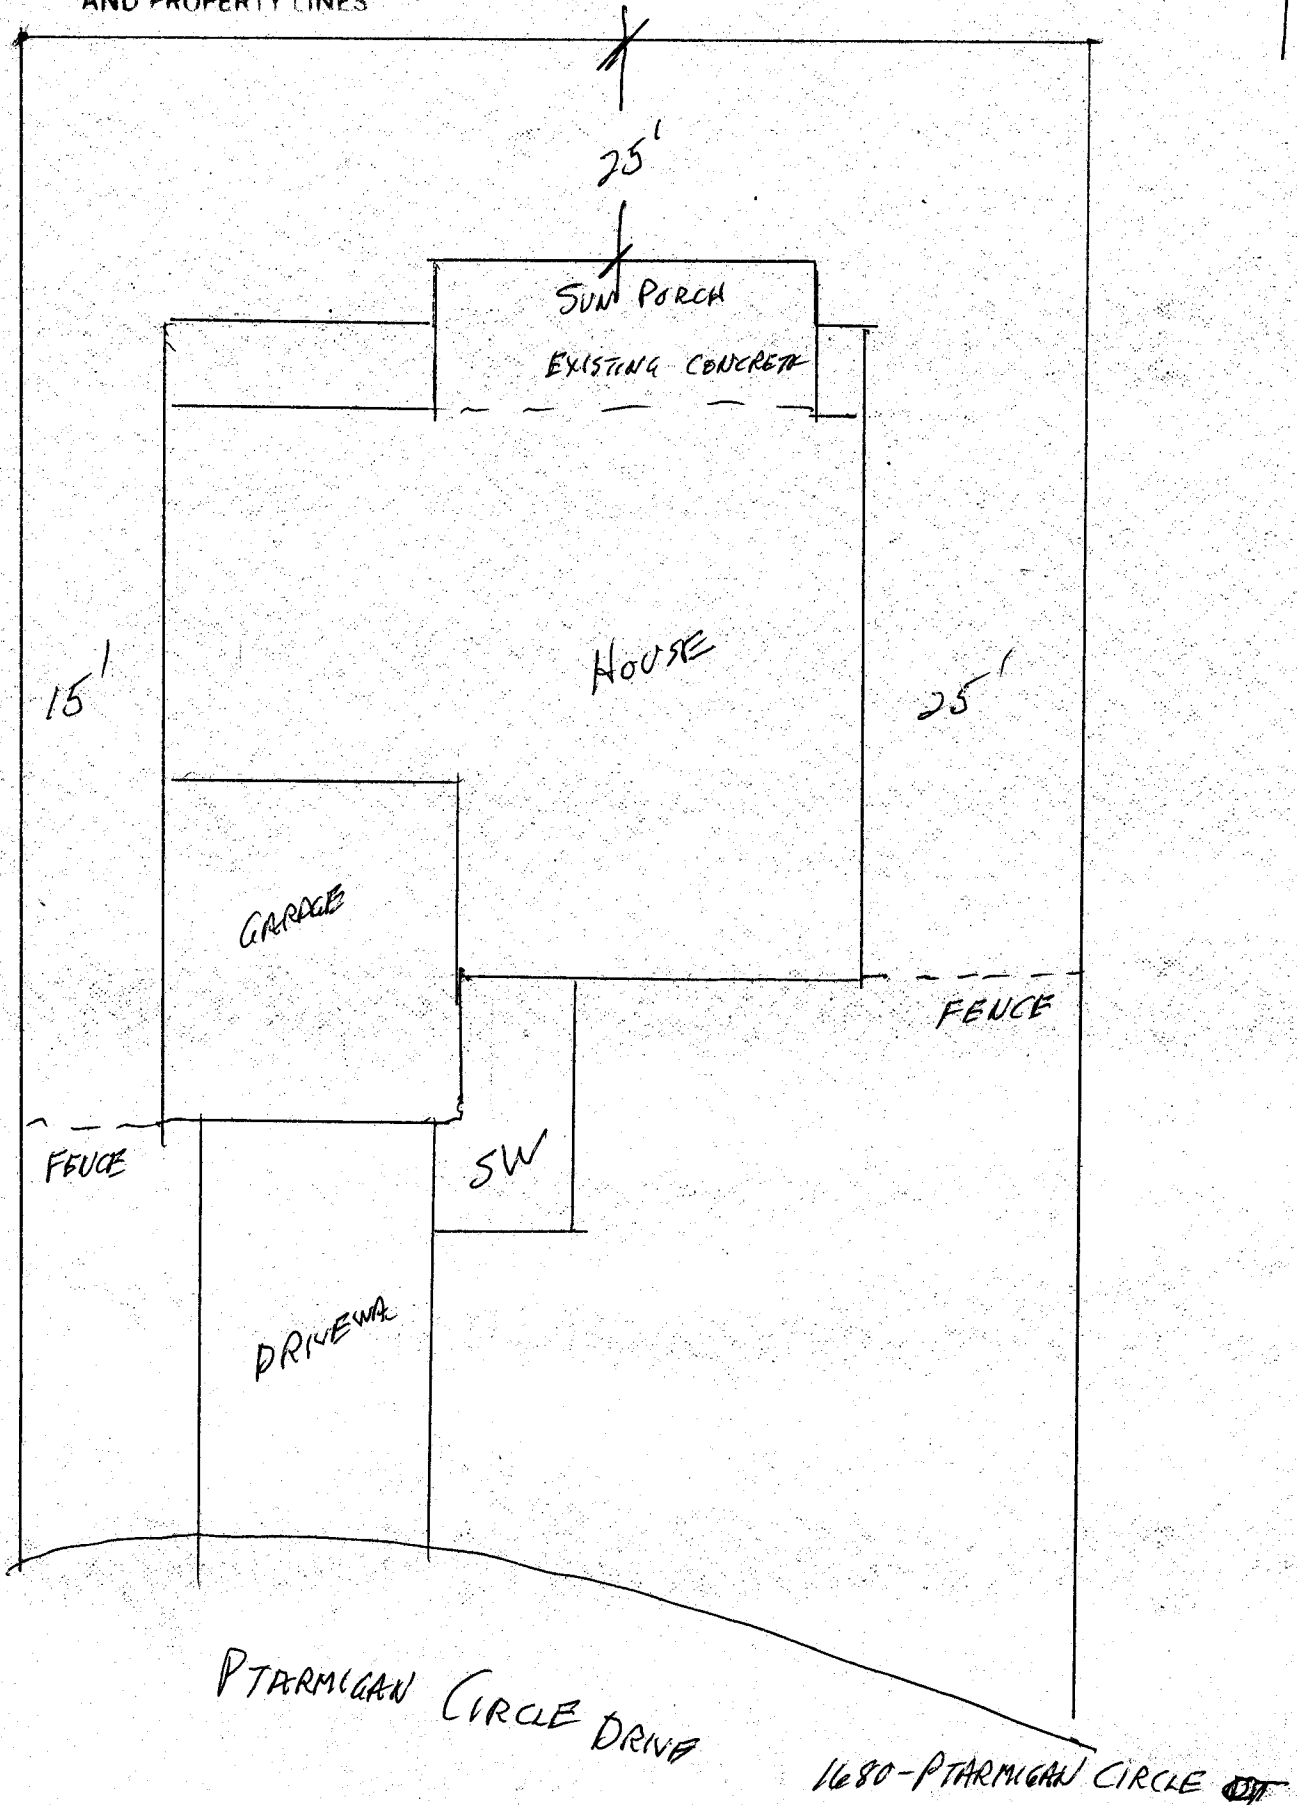 AND PROPERTY LINES
25'
SUN PORCH
EXISTING CONCRETE
HOUSE
15'
25'
GARAGE
FENCE
FENCE
SW
DRIVEWA
PTARMIGAN CIRCLE DRIVE
1680-PTARMIGAN CIRCLE